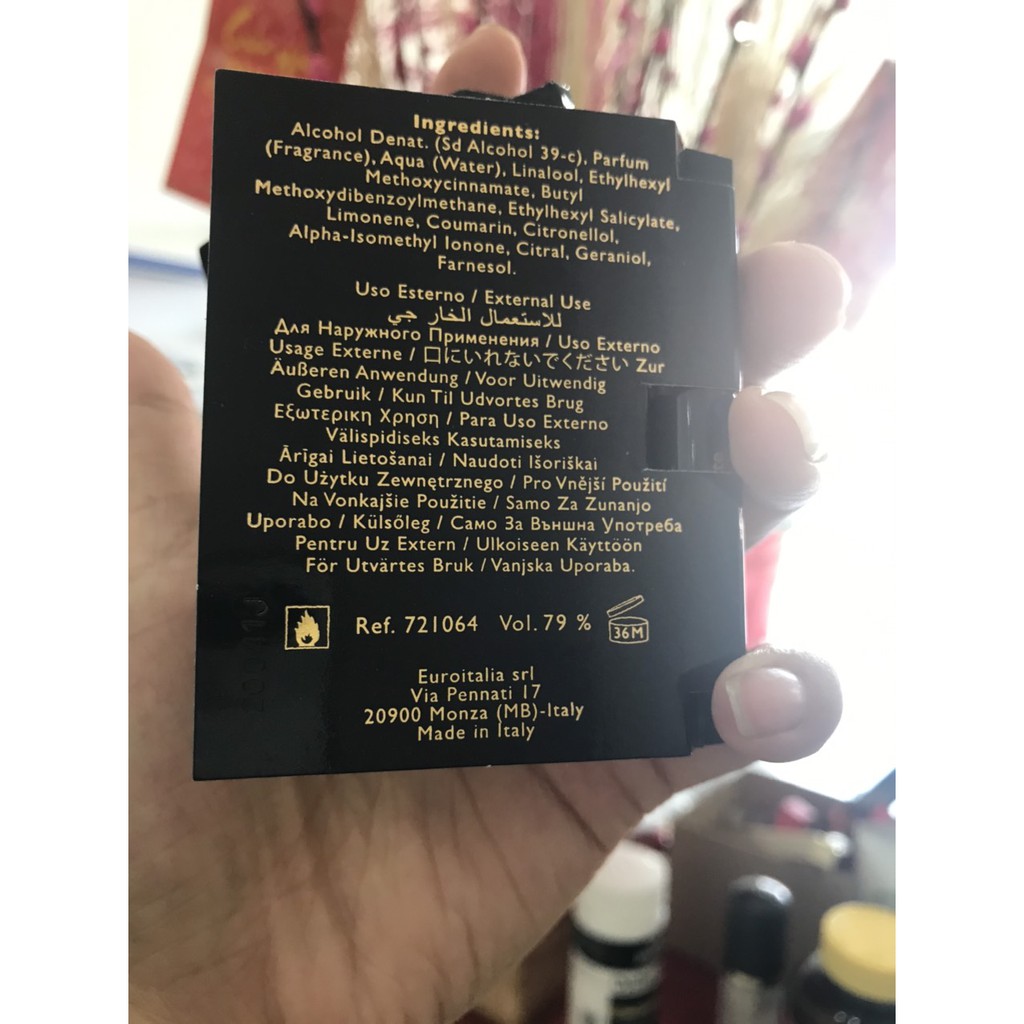 Ingredients:
Alcohol Denat. (Sd Alcohol 39-c), Parfum
(Fragrance), Aqua (Water), Linalool, Ethylhexyl
Methoxycinnamate, Butyl
Methoxydibenzoylmethane, Ethylhexyl Salicylate,
Limonene, Coumarin, Citronellol,
Alpha-Isomethyl Ionone, Citral, Geraniol,
Farnesol.
Uso Esterno / External Use
للاستعمال الخار جي
Для Наружного Применения / Uso Externo
Usage Externe / 口にいれないでください Zur
Äußeren Anwendung / Voor Uitwendig
Gebruik / Kun Til Udvortes Brug
Εξωτερικη Χρηση / Para Uso Externo
Välispidiseks Kasutamiseks
Ārīgai Lietošanai / Naudoti Išoriškai
Do Użytku Zewnętrznego / Pro Vnější Použití
Na Vonkajšie Použitie / Samo Za Zunanjo
Uporabo / Külsőleg / Само За Външна Употреба
Pentru Uz Extern / Ulkoiseen Käyttöön
För Utvärtes Bruk / Vanjska Uporaba.
Ref. 721064 Vol. 79 % 36M
Euroitalia srl
Via Pennati 17
20900 Monza (MB)-Italy
Made in Italy